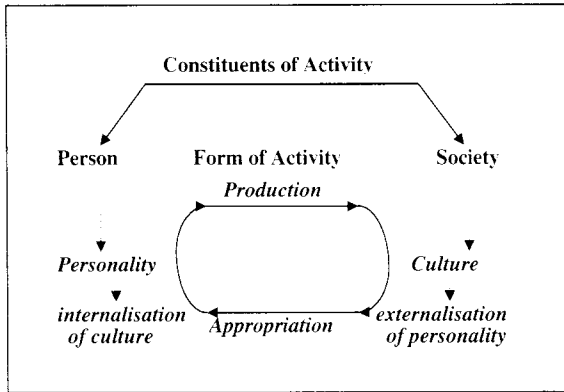 Constituents of Activity
Person Form of Activity Society
Production
Personality Culture
internalisation Appropriation externalisation
of culture of personality